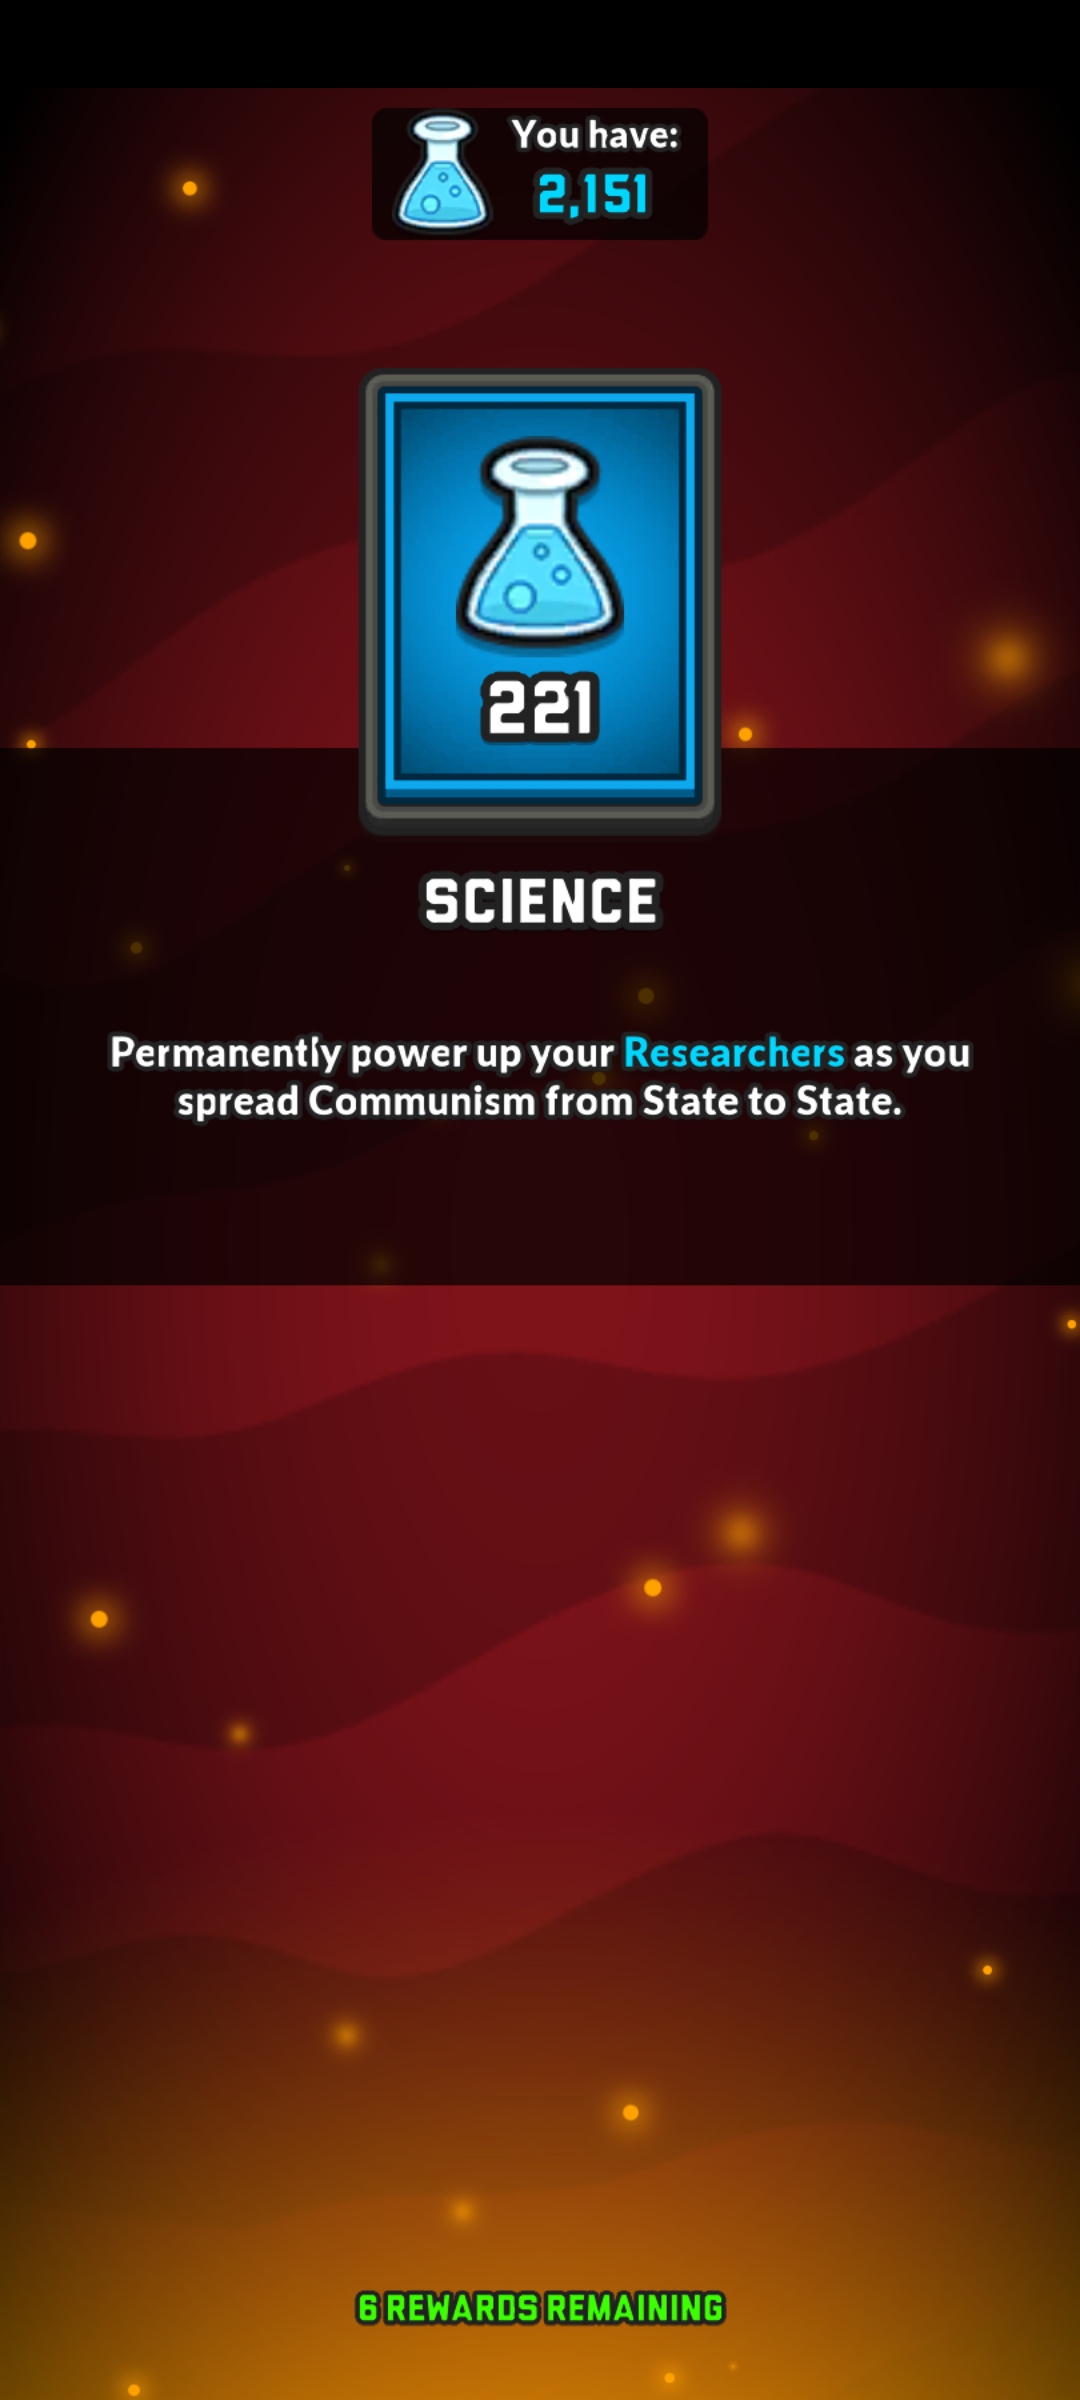 You have:
2,151
221
SCIENCE
Permanently power up your Researchers as you
spread Communism from State to State.
6 REWARDS REMAINING